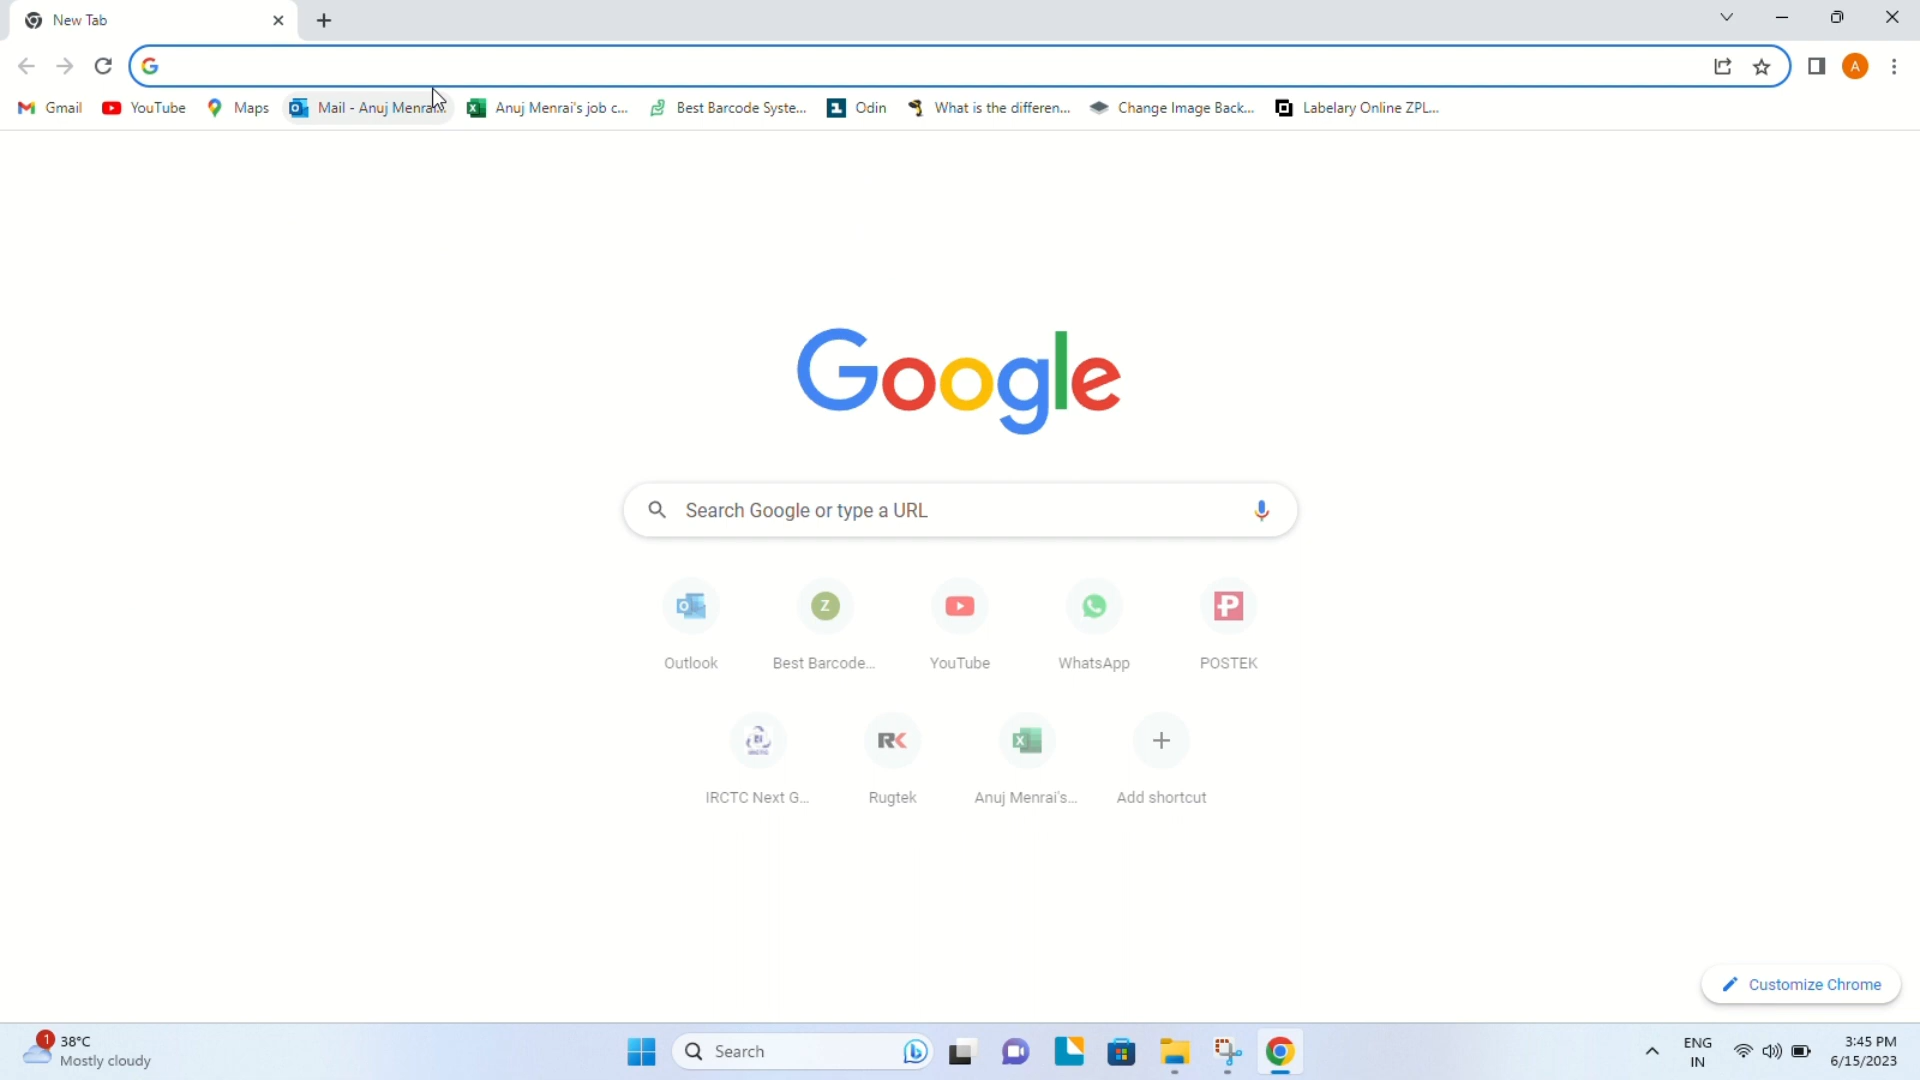 New Tab
Gmail YouTube Maps Mail - Anuj Menrai... Anuj Menrai's job c... Best Barcode Syste... Odin What is the differen... Change Image Back... Labelary Online ZPL...
Google
Search Google or type a URL
Outlook Best Barcode... YouTube WhatsApp POSTEK
IRCTC Next G... Rugtek Anuj Menrai's... Add shortcut
Customize Chrome
1 38°C
Mostly cloudy
Search
ENG
IN
3:45 PM
6/15/2023